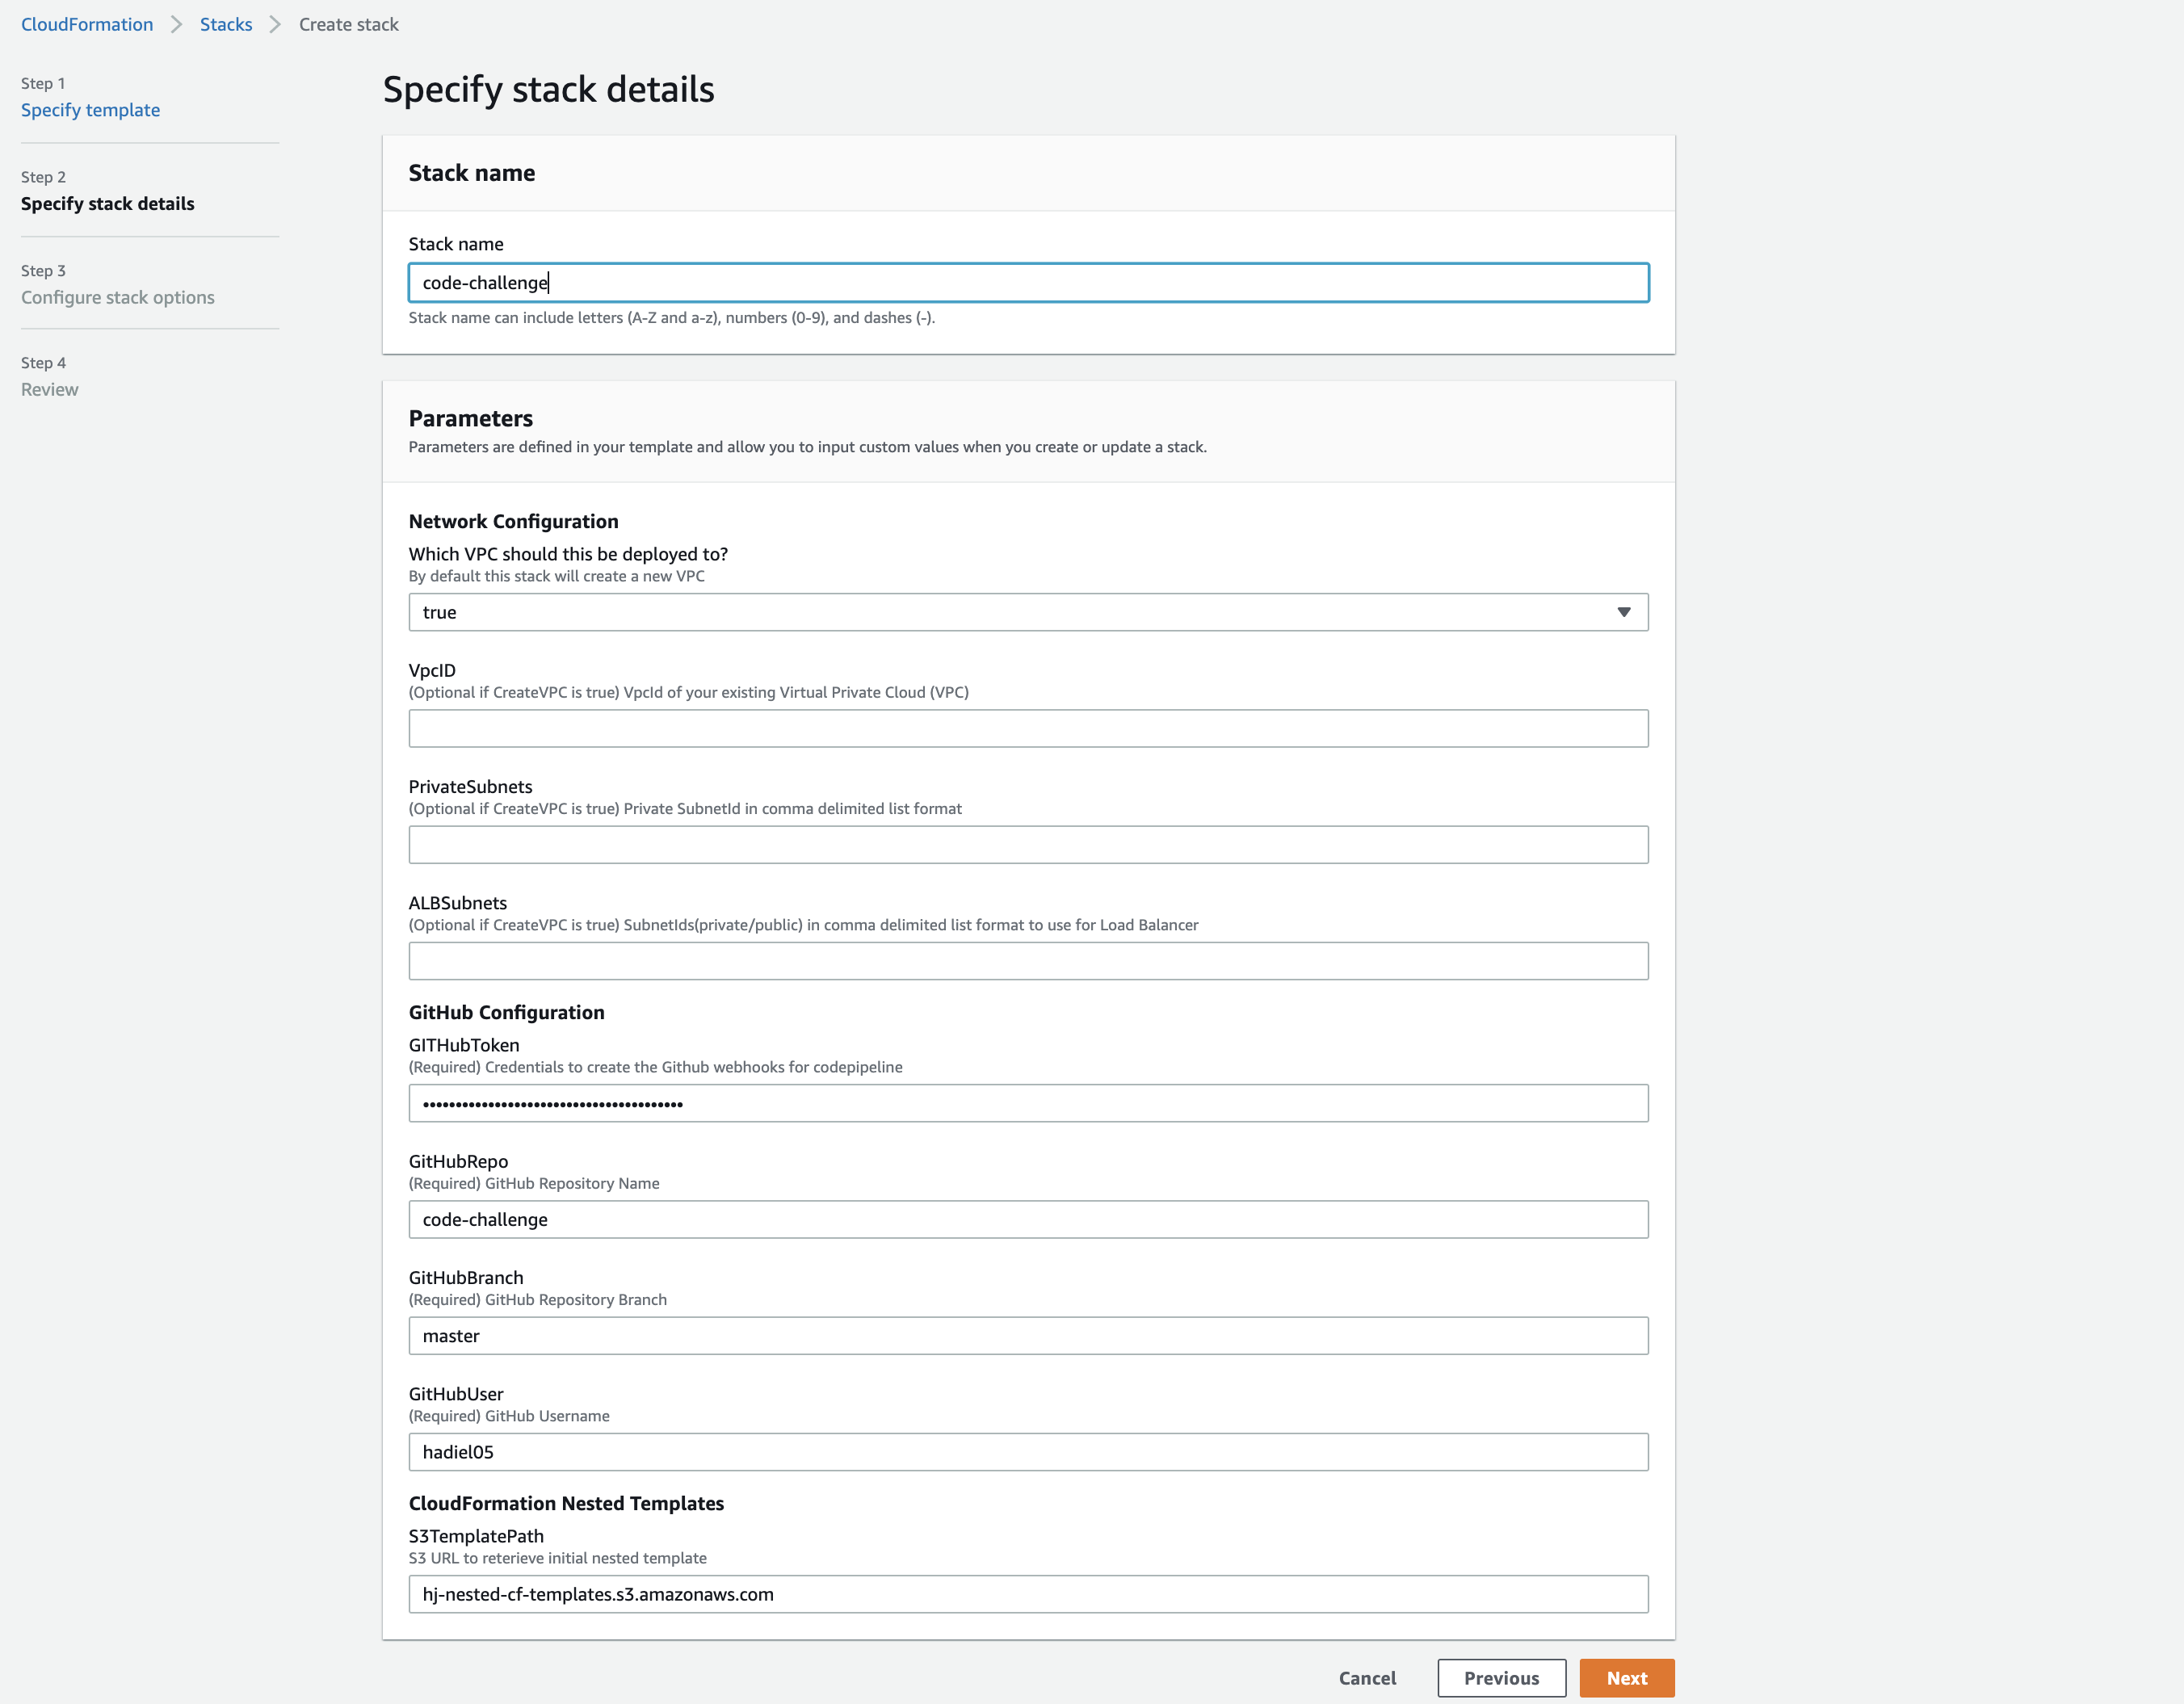 CloudFormation > Stacks > Create stack
Step 1
Specify template
Step 2
Specify stack details
Step 3
Configure stack options
Step 4
Review
Specify stack details
Stack name
Stack name
code-challenge
Stack name can include letters (A-Z and a-z), numbers (0-9), and dashes (-).
Parameters
Parameters are defined in your template and allow you to input custom values when you create or update a stack.
Network Configuration
Which VPC should this be deployed to?
By default this stack will create a new VPC
true
VpcID
(Optional if CreateVPC is true) VpcId of your existing Virtual Private Cloud (VPC)
PrivateSubnets
(Optional if CreateVPC is true) Private SubnetId in comma delimited list format
ALBSubnets
(Optional if CreateVPC is true) SubnetIds(private/public) in comma delimited list format to use for Load Balancer
GitHub Configuration
GITHubToken
(Required) Credentials to create the Github webhooks for codepipeline
••••••••••••••••••••••••••••••••••••••••
GitHubRepo
(Required) GitHub Repository Name
code-challenge
GitHubBranch
(Required) GitHub Repository Branch
master
GitHubUser
(Required) GitHub Username
hadiel05
CloudFormation Nested Templates
S3TemplatePath
S3 URL to reterieve initial nested template
hj-nested-cf-templates.s3.amazonaws.com
Cancel
Previous
Next